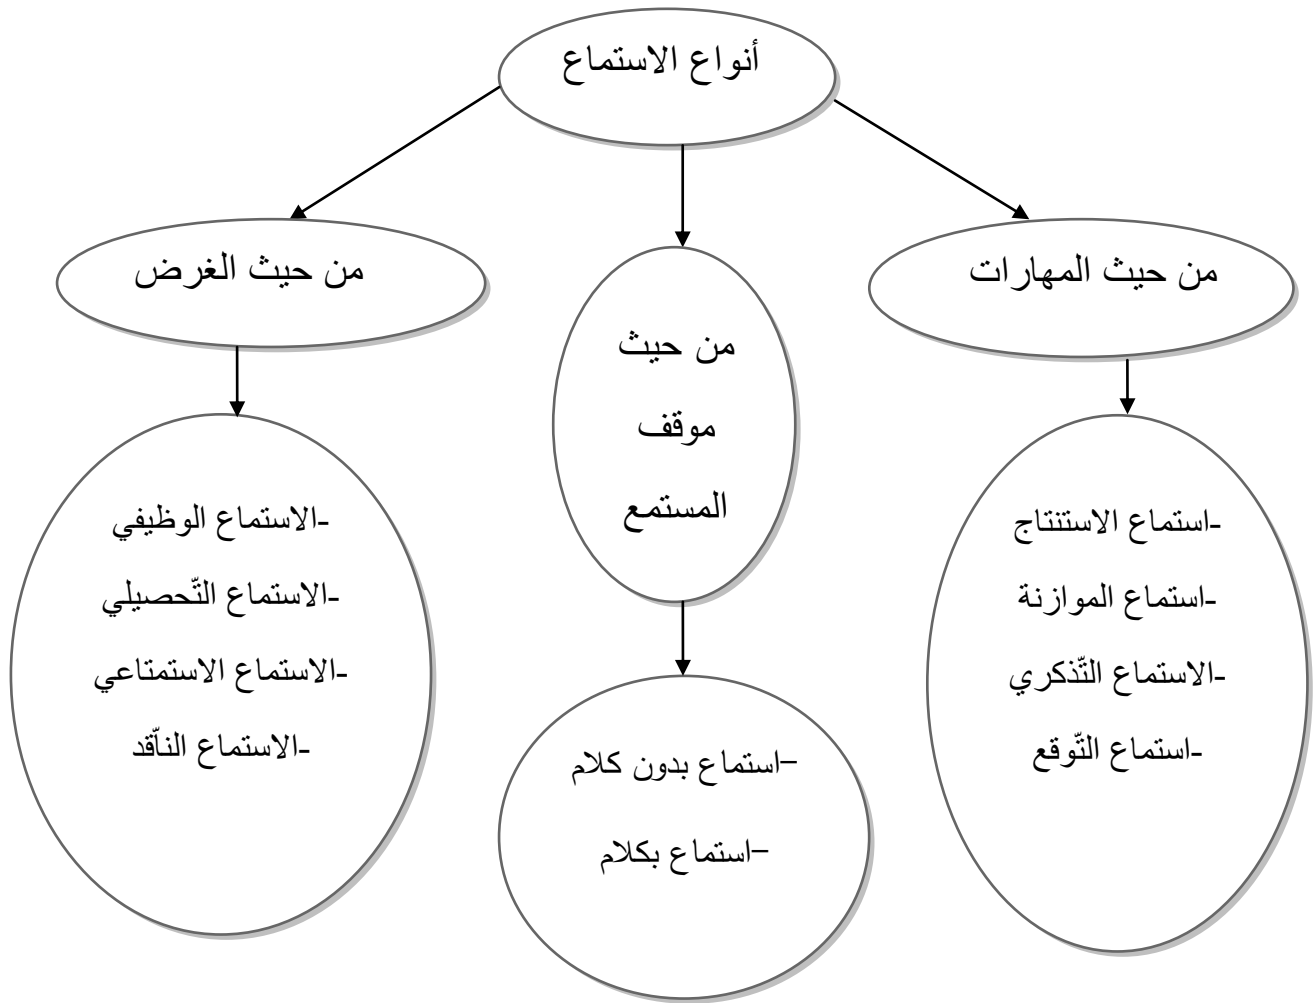 أنواع الاستماع
من حيث المهارات
من حيث الغرض
من حيث
موقف
المستمع
-استماع الاستنتاج
-استماع الموازنة
-الاستماع التّذكري
-استماع التّوقع
–استماع بدون كلام
–استماع بكلام
-الاستماع الوظيفي
-الاستماع التّحصيلي
-الاستماع الاستمتاعي
-الاستماع النّاقد